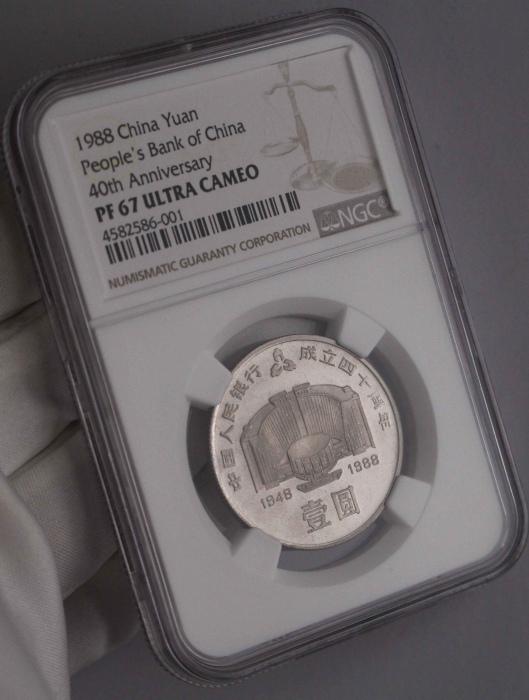 1988 China Yuan
People's Bank of China
40th Anniversary
PF 67 ULTRA CAMEO
4582586-001
NUMISMATIC GUARANTY CORPORATION
NGC®
中国人民银行 成立四十周年
1948 1988
壹圆